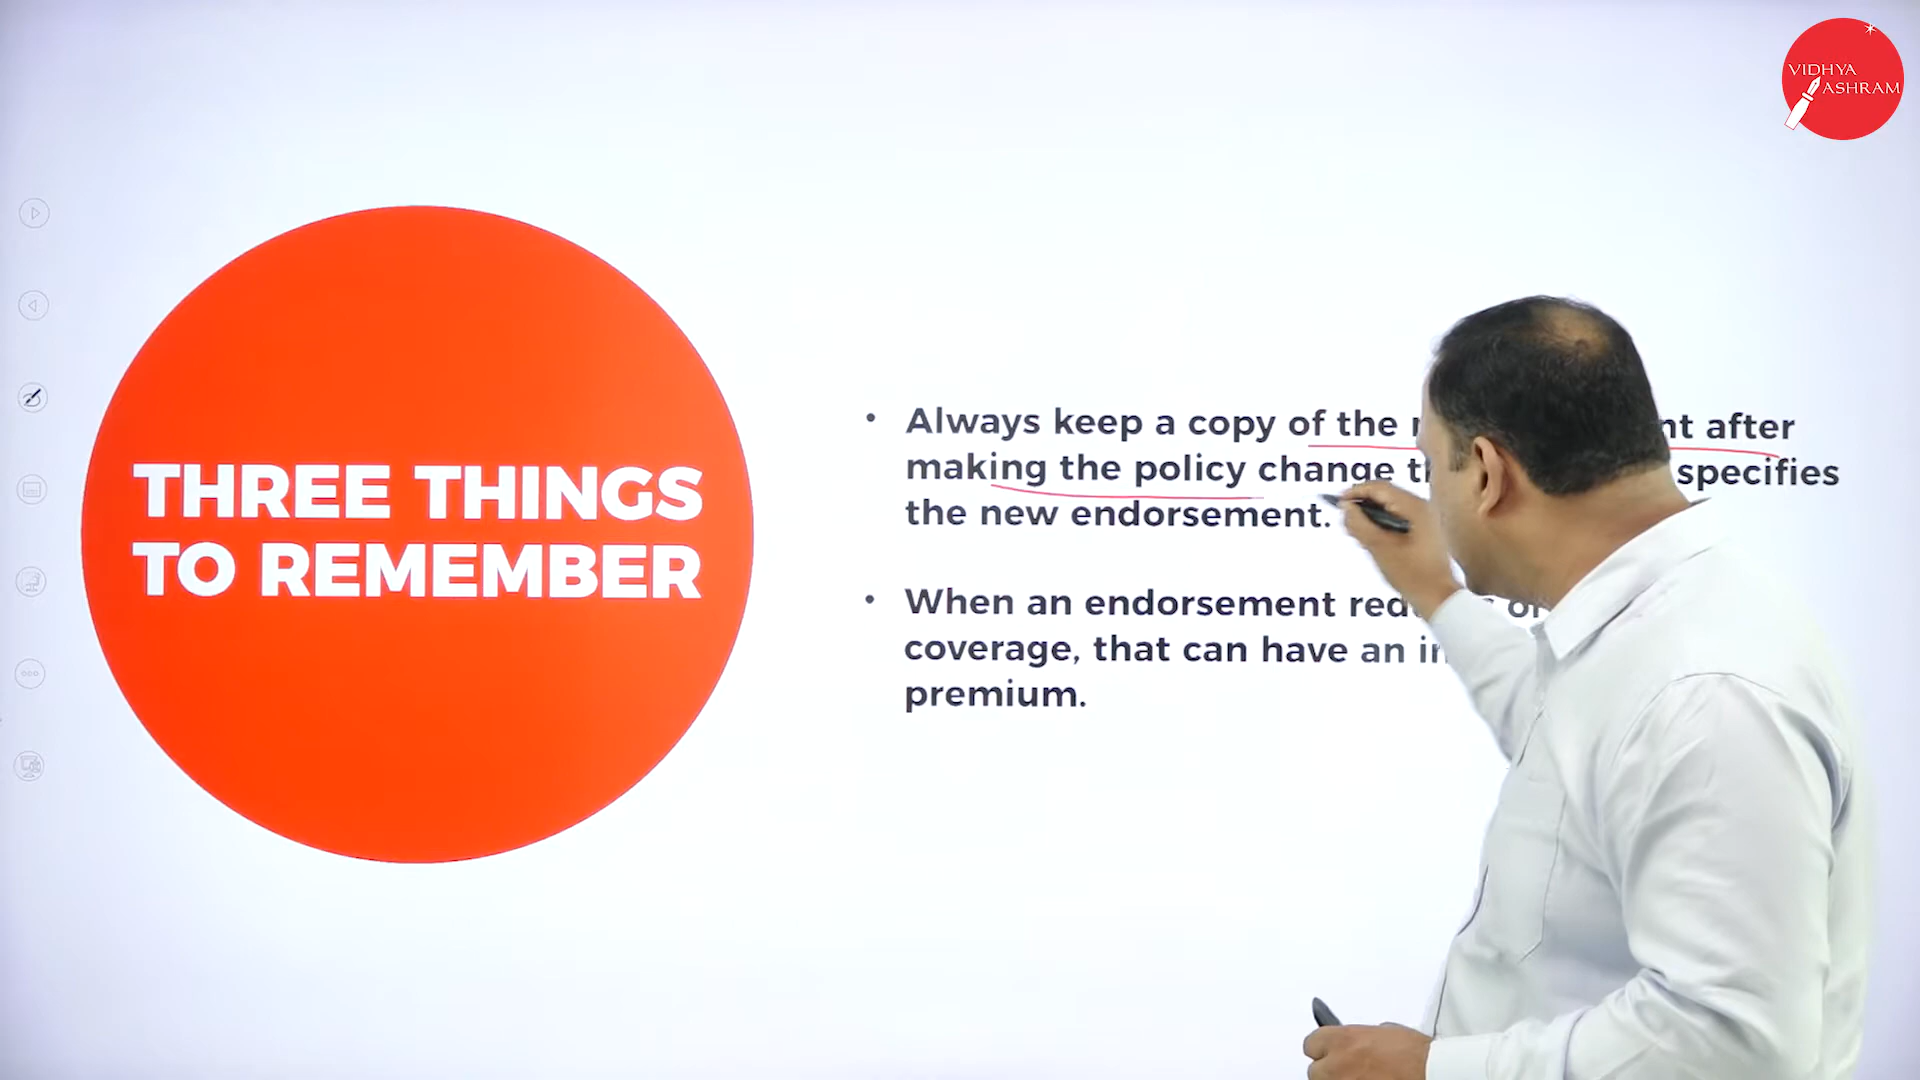 VIDHYA
ASHRAM
THREE THINGS
TO REMEMBER
• Always keep a copy of the
after
making the policy change
specifies
the new endorsement.
• When an endorsement
coverage, that can have an
premium.